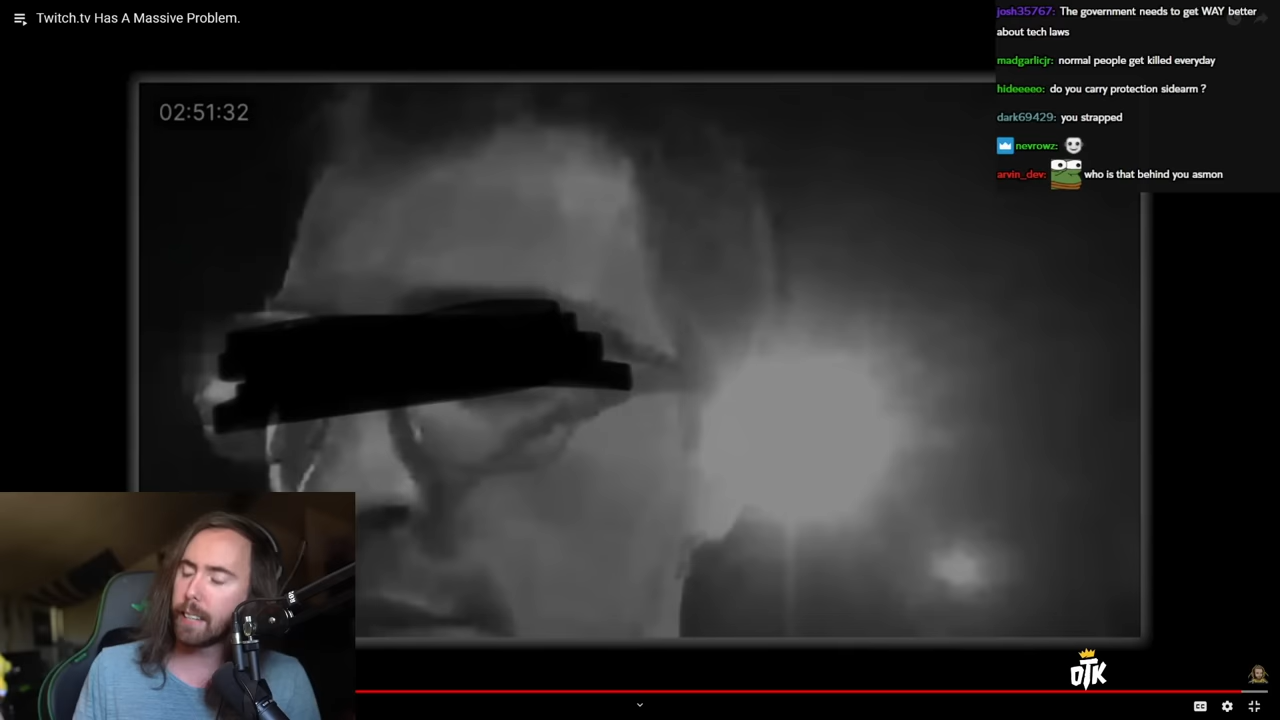 Twitch.tv Has A Massive Problem.
josh35767: The government needs to get WAY better
about tech laws
madgarlicjr: normal people get killed everyday
hideeeeo: do you carry protection sidearm ?
dark69429: you strapped
nevrowz:
arvin_dev: who is that behind you asmon
02:51:32
OTK
CC